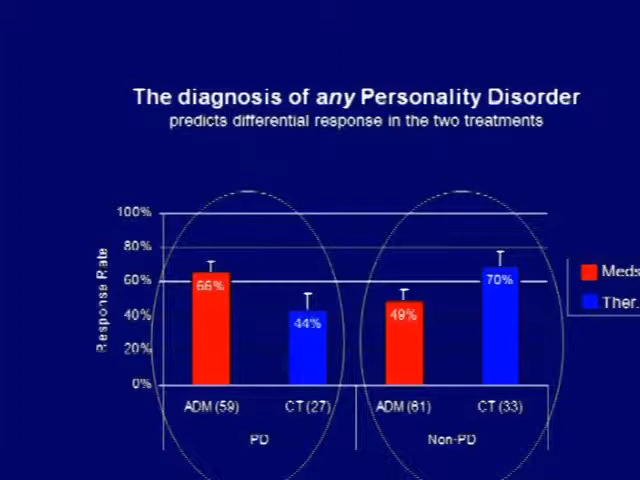 The diagnosis of any Personality Disorder
predicts differential response in the two treatments
100%
80%
60%
40%
20%
0%
Response Rate
66%
44%
49%
70%
Meds
Ther.
ADM (59)
CT (27)
ADM (61)
CT (33)
PD
Non-PD